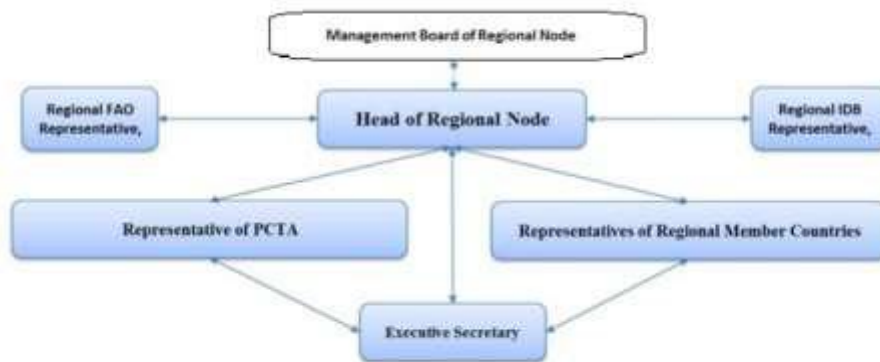 Management Board of Regional Node
Regional FAO
Representative,
Head of Regional Node
Regional IDB
Representative,
Representative of PCTA
Representatives of Regional Member Countries
Executive Secretary